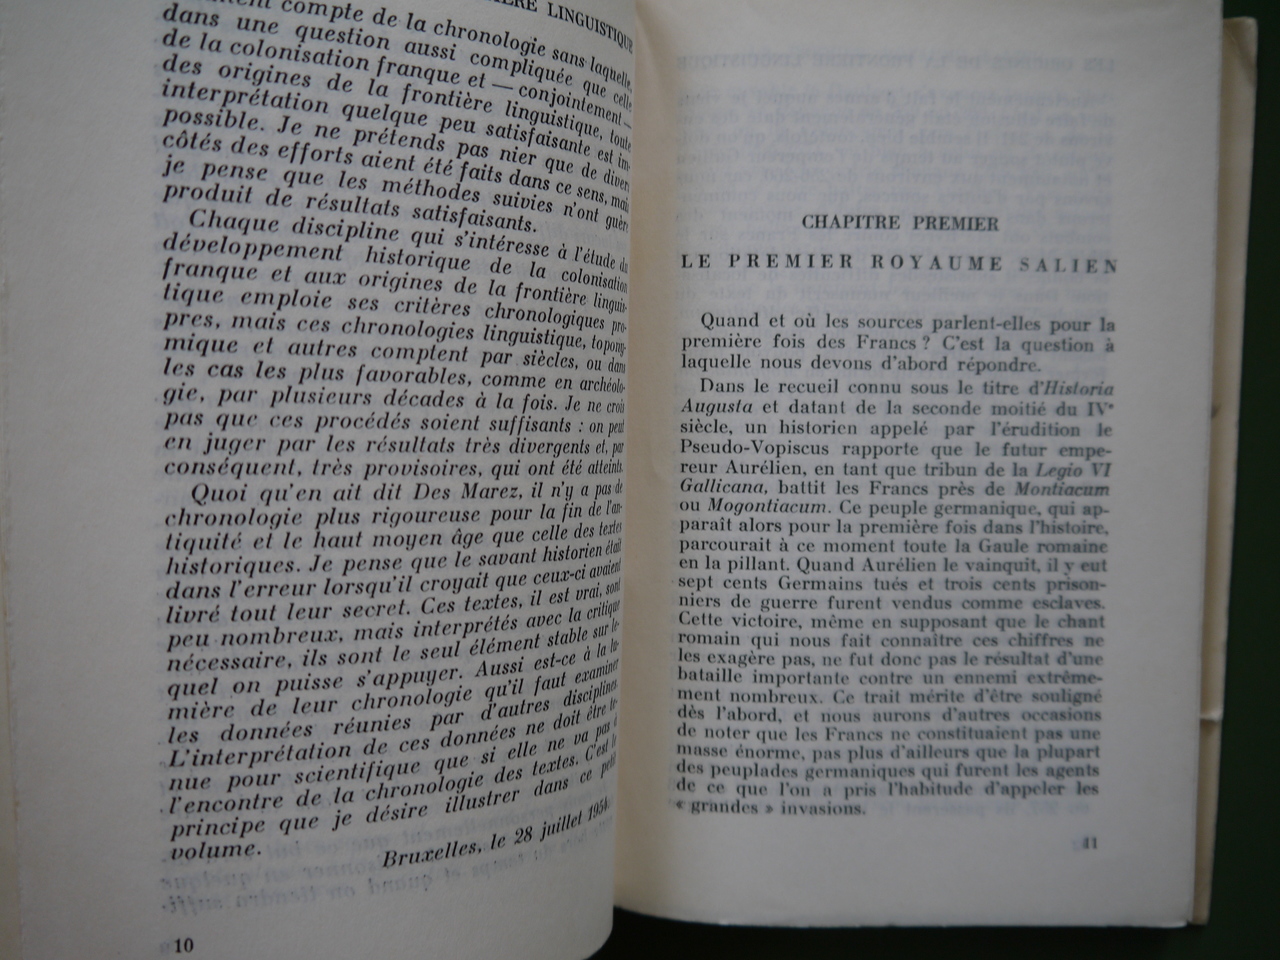 LINGUISTIQUE
compte de la chronologie sans laquelle,
dans une question aussi compliquée que celle
de la colonisation franque et — conjointement —
des origines de la frontière linguistique, toute
interprétation quelque peu satisfaisante est im-
possible. Je ne prétends pas nier que de divers
côtés des efforts aient été faits dans ce sens, mais
je pense que les méthodes suivies n'ont guère
produit de résultats satisfaisants.
Chaque discipline qui s'intéresse à l'étude du
développement historique de la colonisation
franque et aux origines de la frontière linguis-
tique emploie ses critères chronologiques pro-
pres, mais ces chronologies linguistique, topony-
mique et autres comptent par siècles, ou dans
les cas les plus favorables, comme en archéolo-
gie, par plusieurs décades à la fois. Je ne crois
pas que ces procédés soient suffisants : on peut
en juger par les résultats très divergents et, par
conséquent, très provisoires, qui ont été atteints.
Quoi qu'en ait dit Des Marez, il n'y a pas de
chronologie plus rigoureuse pour la fin de l'an-
tiquité et le haut moyen âge que celle des textes
historiques. Je pense que le savant historien était
dans l'erreur lorsqu'il croyait que ceux-ci avaient
livré tout leur secret. Ces textes, il est vrai, sont
peu nombreux, mais interprétés avec la critique
nécessaire, ils sont le seul élément stable sur le-
quel on puisse s'appuyer. Aussi est-ce à la lu-
mière de leur chronologie qu'il faut examiner
les données réunies par d'autres disciplines.
L'interprétation de ces données ne doit être te-
nue pour scientifique que si elle ne va pas à
l'encontre de la chronologie des textes. C'est le
principe que je désire illustrer dans ce petit
volume.
Bruxelles, le 28 juillet 1954.
10
CHAPITRE PREMIER
LE PREMIER ROYAUME SALIEN
Quand et où les sources parlent-elles pour la
première fois des Francs ? C'est la question à
laquelle nous devons d'abord répondre.
Dans le recueil connu sous le titre d'Historia
Augusta et datant de la seconde moitié du IVe
siècle, un historien appelé par l'érudition le
Pseudo-Vopiscus rapporte que le futur empe-
reur Aurélien, en tant que tribun de la Legio VI
Gallicana, battit les Francs près de Montiacum
ou Mogontiacum. Ce peuple germanique, qui ap-
paraît alors pour la première fois dans l'histoire,
parcourait à ce moment toute la Gaule romaine
en la pillant. Quand Aurélien le vainquit, il y eut
sept cents Germains tués et trois cents prison-
niers de guerre furent vendus comme esclaves.
Cette victoire, même en supposant que le chant
romain qui nous fait connaître ces chiffres ne
les exagère pas, ne fut donc pas le résultat d'une
bataille importante contre un ennemi extrême-
ment nombreux. Ce trait mérite d'être souligné
dès l'abord, et nous aurons d'autres occasions
de noter que les Francs ne constituaient pas une
masse énorme, pas plus d'ailleurs que la plupart
des peuplades germaniques qui furent les agents
de ce que l'on a pris l'habitude d'appeler les
« grandes » invasions.
11